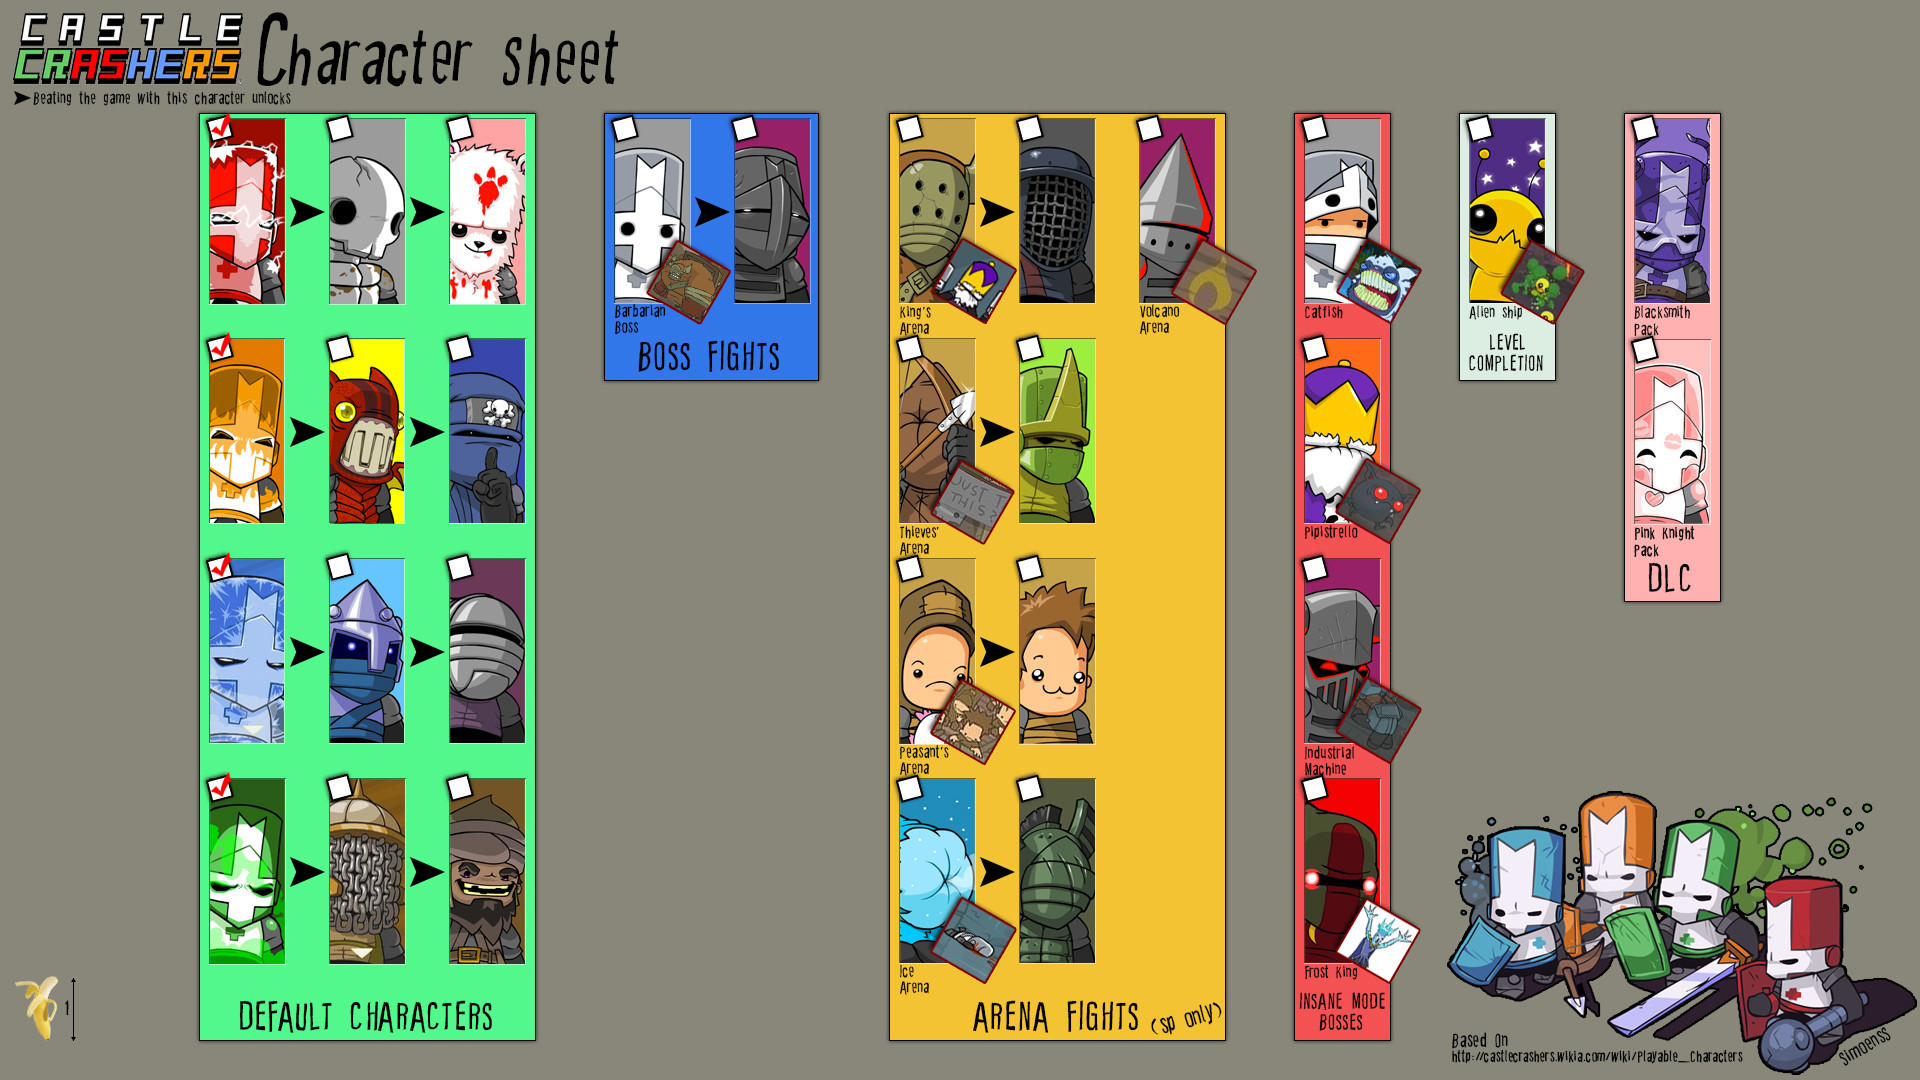 CASTLE
CRASHERS
Character sheet
Beating the game with this character unlocks
DEFAULT CHARACTERS
Barbarian
Boss
BOSS FIGHTS
King's
Arena
Volcano
Arena
JUST T
THIS?
Thieves'
Arena
Peasant's
Arena
Ice
Arena
ARENA FIGHTS (SP only)
Catfish
Pipistrello
Industrial
Machine
Frost King
INSANE MODE
BOSSES
Alien ship
LEVEL
COMPLETION
Blacksmith
Pack
Pink Knight
Pack
DLC
1
Based On
http://castlecrashers.wikia.com/wiki/Playable_Characters
Simoenss